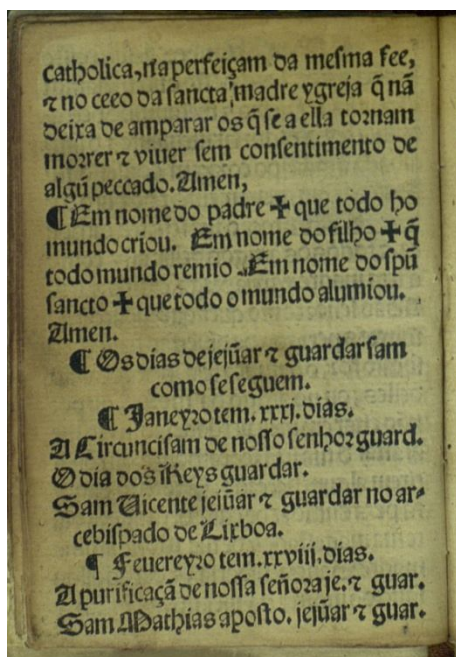 catholica, na perfeiçam da mesma fee,
⁊ no ceeo da sancta madre ygreja q̃ nã
deixa de amparar os q̃ se a ella tornam
morrer ⁊ viuer sem consentimento de
algũ peccado. Amen,
¶ Em nome do padre ✠ que todo ho
mundo criou. Em nome do filho ✠ q̃
todo mundo remio. Em nome do spũ
sancto ✠ que todo o mundo alumiou.
Amen.
¶ Os dias de jejũar ⁊ guardar sam
como se seguem.
¶ Janeyro tem. xxxj. dias.
A Circuncisam de nosso senhor guard.
O dia dos Reys guardar.
Sam Vicente jejũar ⁊ guardar no ar-
cebispado de Lixboa.
¶ Feuereyro tem. xxviij. dias.
A purificaçã de nossa señora je. ⁊ guar.
Sam Mathias aposto. jejũar ⁊ guar.